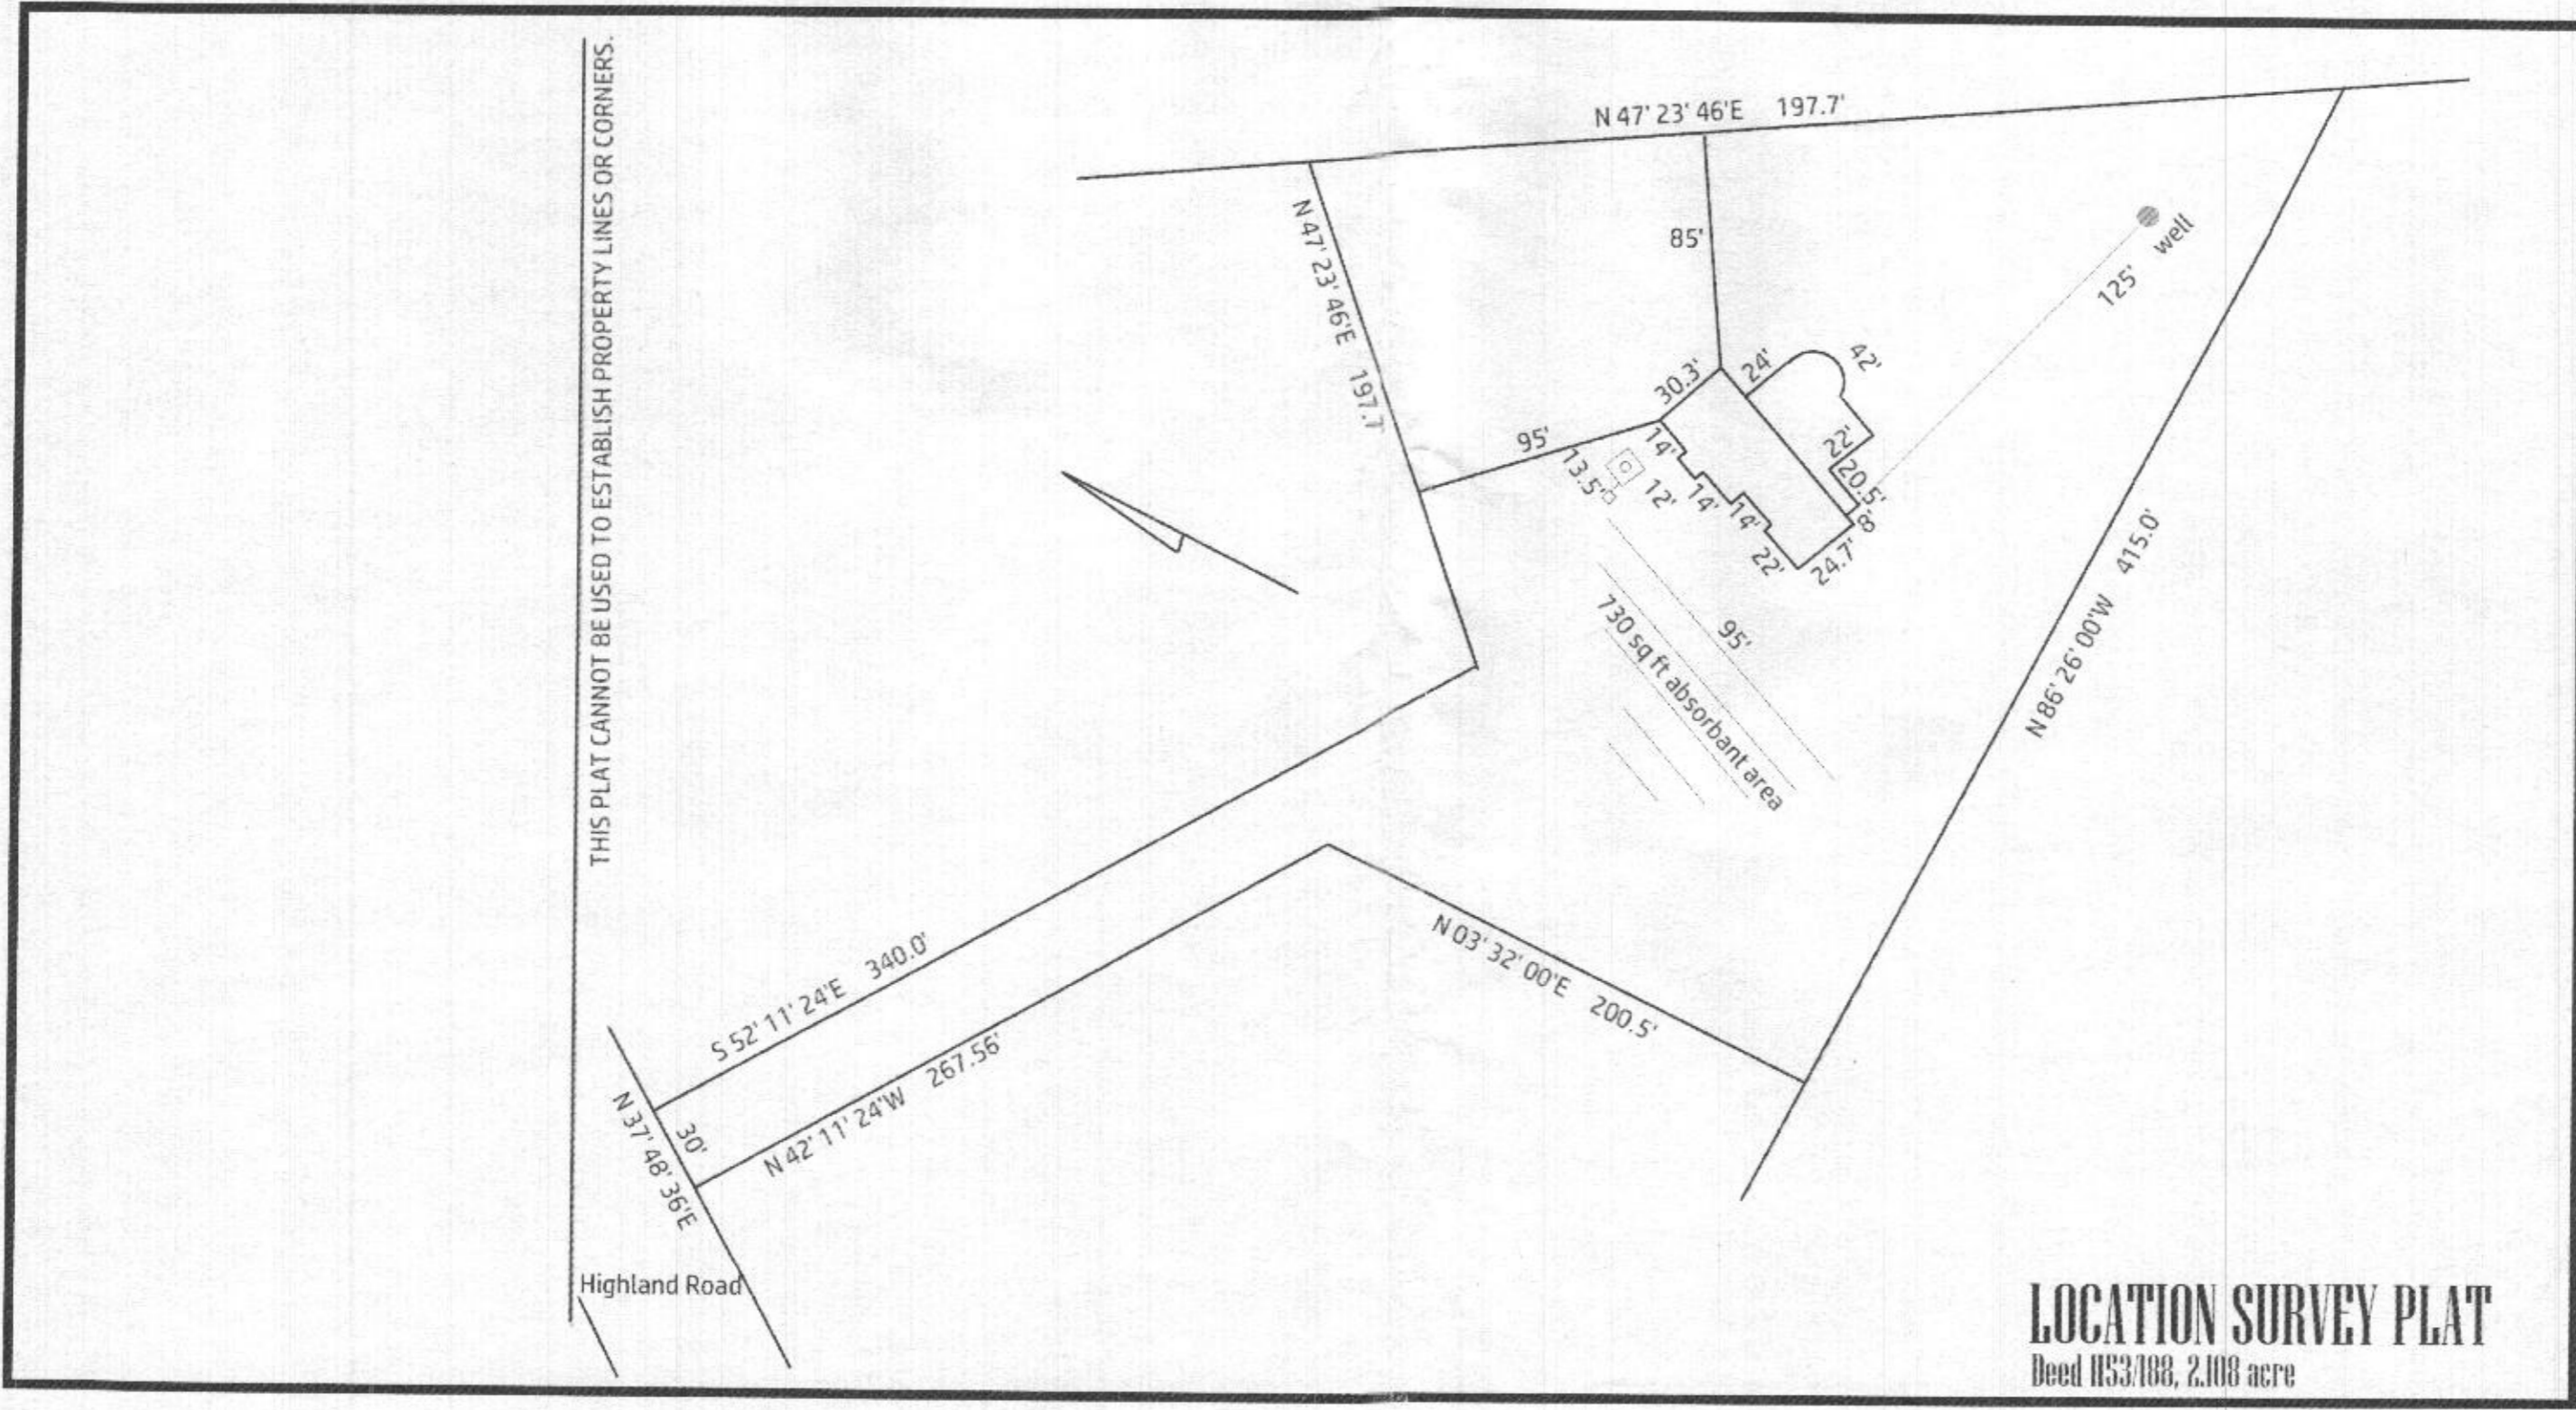 THIS PLAT CANNOT BE USED TO ESTABLISH PROPERTY LINES OR CORNERS.
N 47' 23' 46'E 197.7'
N 47' 23' 46'E 197.7'
85'
well
125'
30.3'
24'
42'
95'
13.5'
14'
12'
14'
14'
22'
24.7'
8'
20.5'
22'
95'
730 sq ft absorbant area
N 86' 26' 00'W 415.0'
S 52' 11' 24'E 340.0'
N 42' 11' 24'W 267.56'
N 03' 32' 00'E 200.5'
30'
N 37' 48' 36'E
Highland Road
LOCATION SURVEY PLAT
Deed 1153/188, 2.108 acre